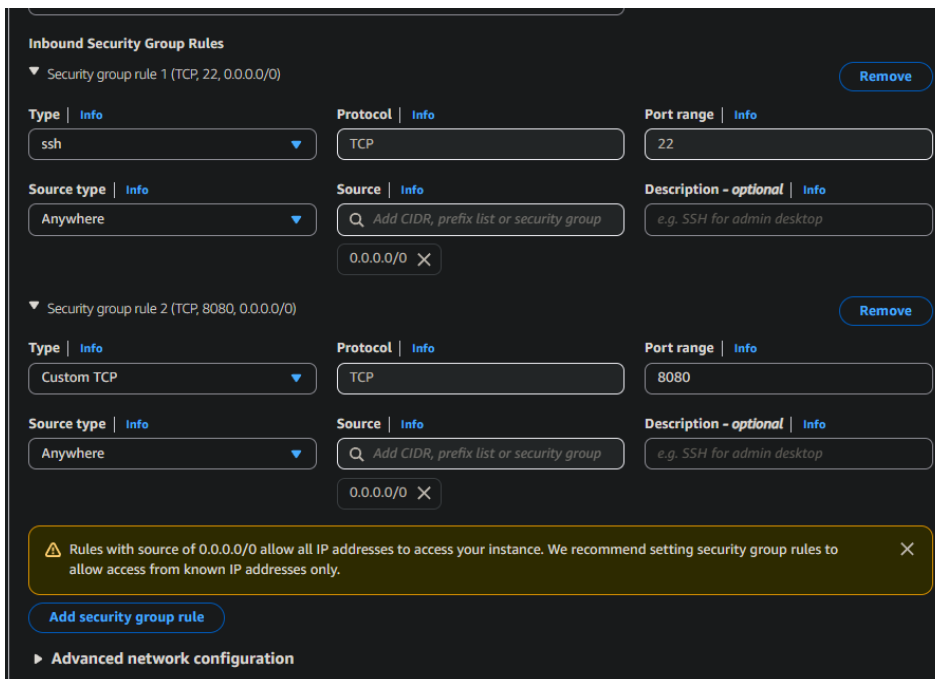 Inbound Security Group Rules
Security group rule 1 (TCP, 22, 0.0.0.0/0)
Remove
Type | Info
Protocol | Info
Port range | Info
ssh
TCP
22
Source type | Info
Source | Info
Description - optional | Info
Anywhere
Add CIDR, prefix list or security group
e.g. SSH for admin desktop
0.0.0.0/0
Security group rule 2 (TCP, 8080, 0.0.0.0/0)
Remove
Type | Info
Protocol | Info
Port range | Info
Custom TCP
TCP
8080
Source type | Info
Source | Info
Description - optional | Info
Anywhere
Add CIDR, prefix list or security group
e.g. SSH for admin desktop
0.0.0.0/0
Rules with source of 0.0.0.0/0 allow all IP addresses to access your instance. We recommend setting security group rules to
allow access from known IP addresses only.
Add security group rule
Advanced network configuration